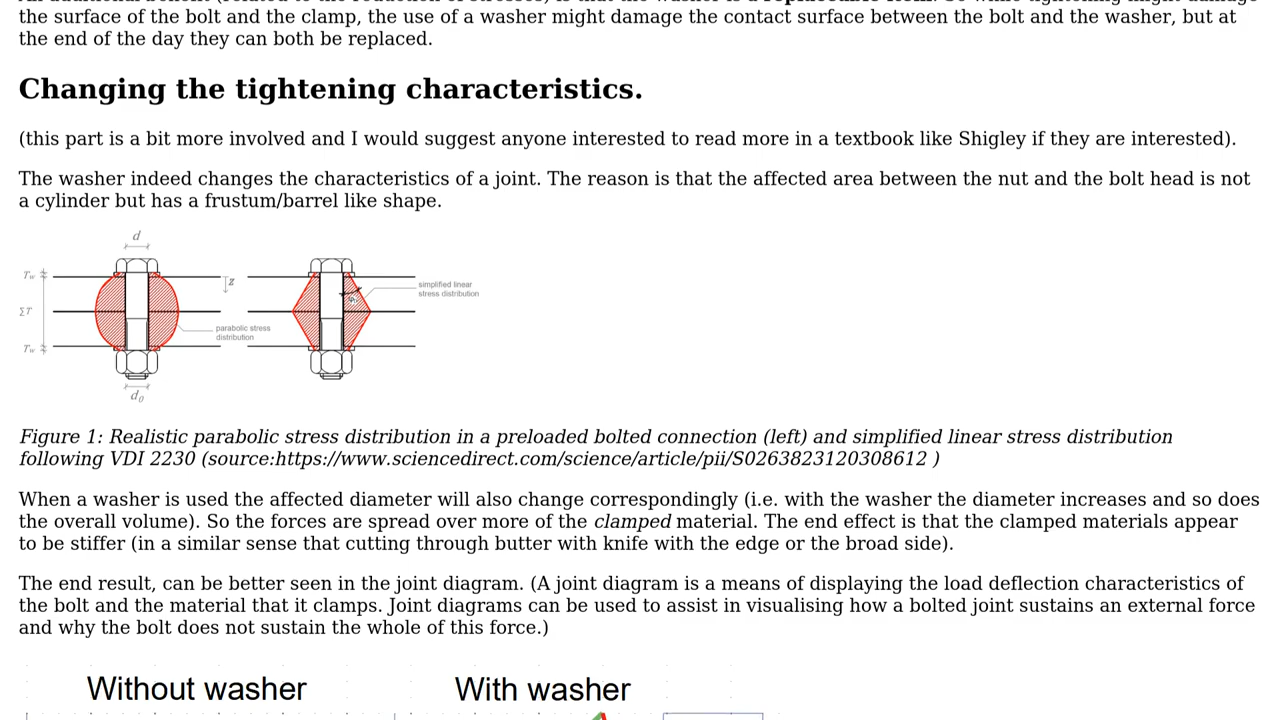 the surface of the bolt and the clamp, the use of a washer might damage the contact surface between the bolt and the washer, but at
the end of the day they can both be replaced.
Changing the tightening characteristics.
(this part is a bit more involved and I would suggest anyone interested to read more in a textbook like Shigley if they are interested).
The washer indeed changes the characteristics of a joint. The reason is that the affected area between the nut and the bolt head is not
a cylinder but has a frustum/barrel like shape.
d
Tw
z
simplified linear
stress distribution
ΣT
parabolic stress
distribution
Tw
d0
Figure 1: Realistic parabolic stress distribution in a preloaded bolted connection (left) and simplified linear stress distribution
following VDI 2230 (source:https://www.sciencedirect.com/science/article/pii/S0263823120308612 )
When a washer is used the affected diameter will also change correspondingly (i.e. with the washer the diameter increases and so does
the overall volume). So the forces are spread over more of the clamped material. The end effect is that the clamped materials appear
to be stiffer (in a similar sense that cutting through butter with knife with the edge or the broad side).
The end result, can be better seen in the joint diagram. (A joint diagram is a means of displaying the load deflection characteristics of
the bolt and the material that it clamps. Joint diagrams can be used to assist in visualising how a bolted joint sustains an external force
and why the bolt does not sustain the whole of this force.)
Without washer
With washer